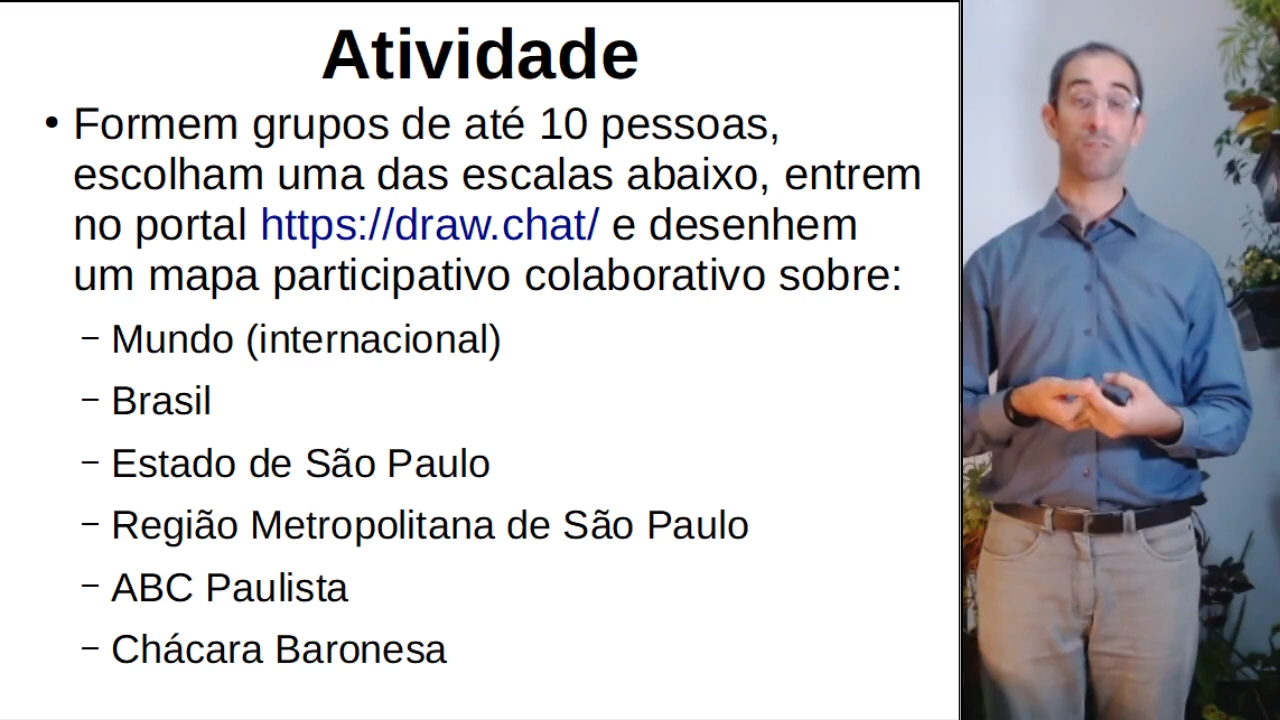 Atividade
• Formem grupos de até 10 pessoas,
escolham uma das escalas abaixo, entrem
no portal https://draw.chat/ e desenhem
um mapa participativo colaborativo sobre:
– Mundo (internacional)
– Brasil
– Estado de São Paulo
– Região Metropolitana de São Paulo
– ABC Paulista
– Chácara Baronesa